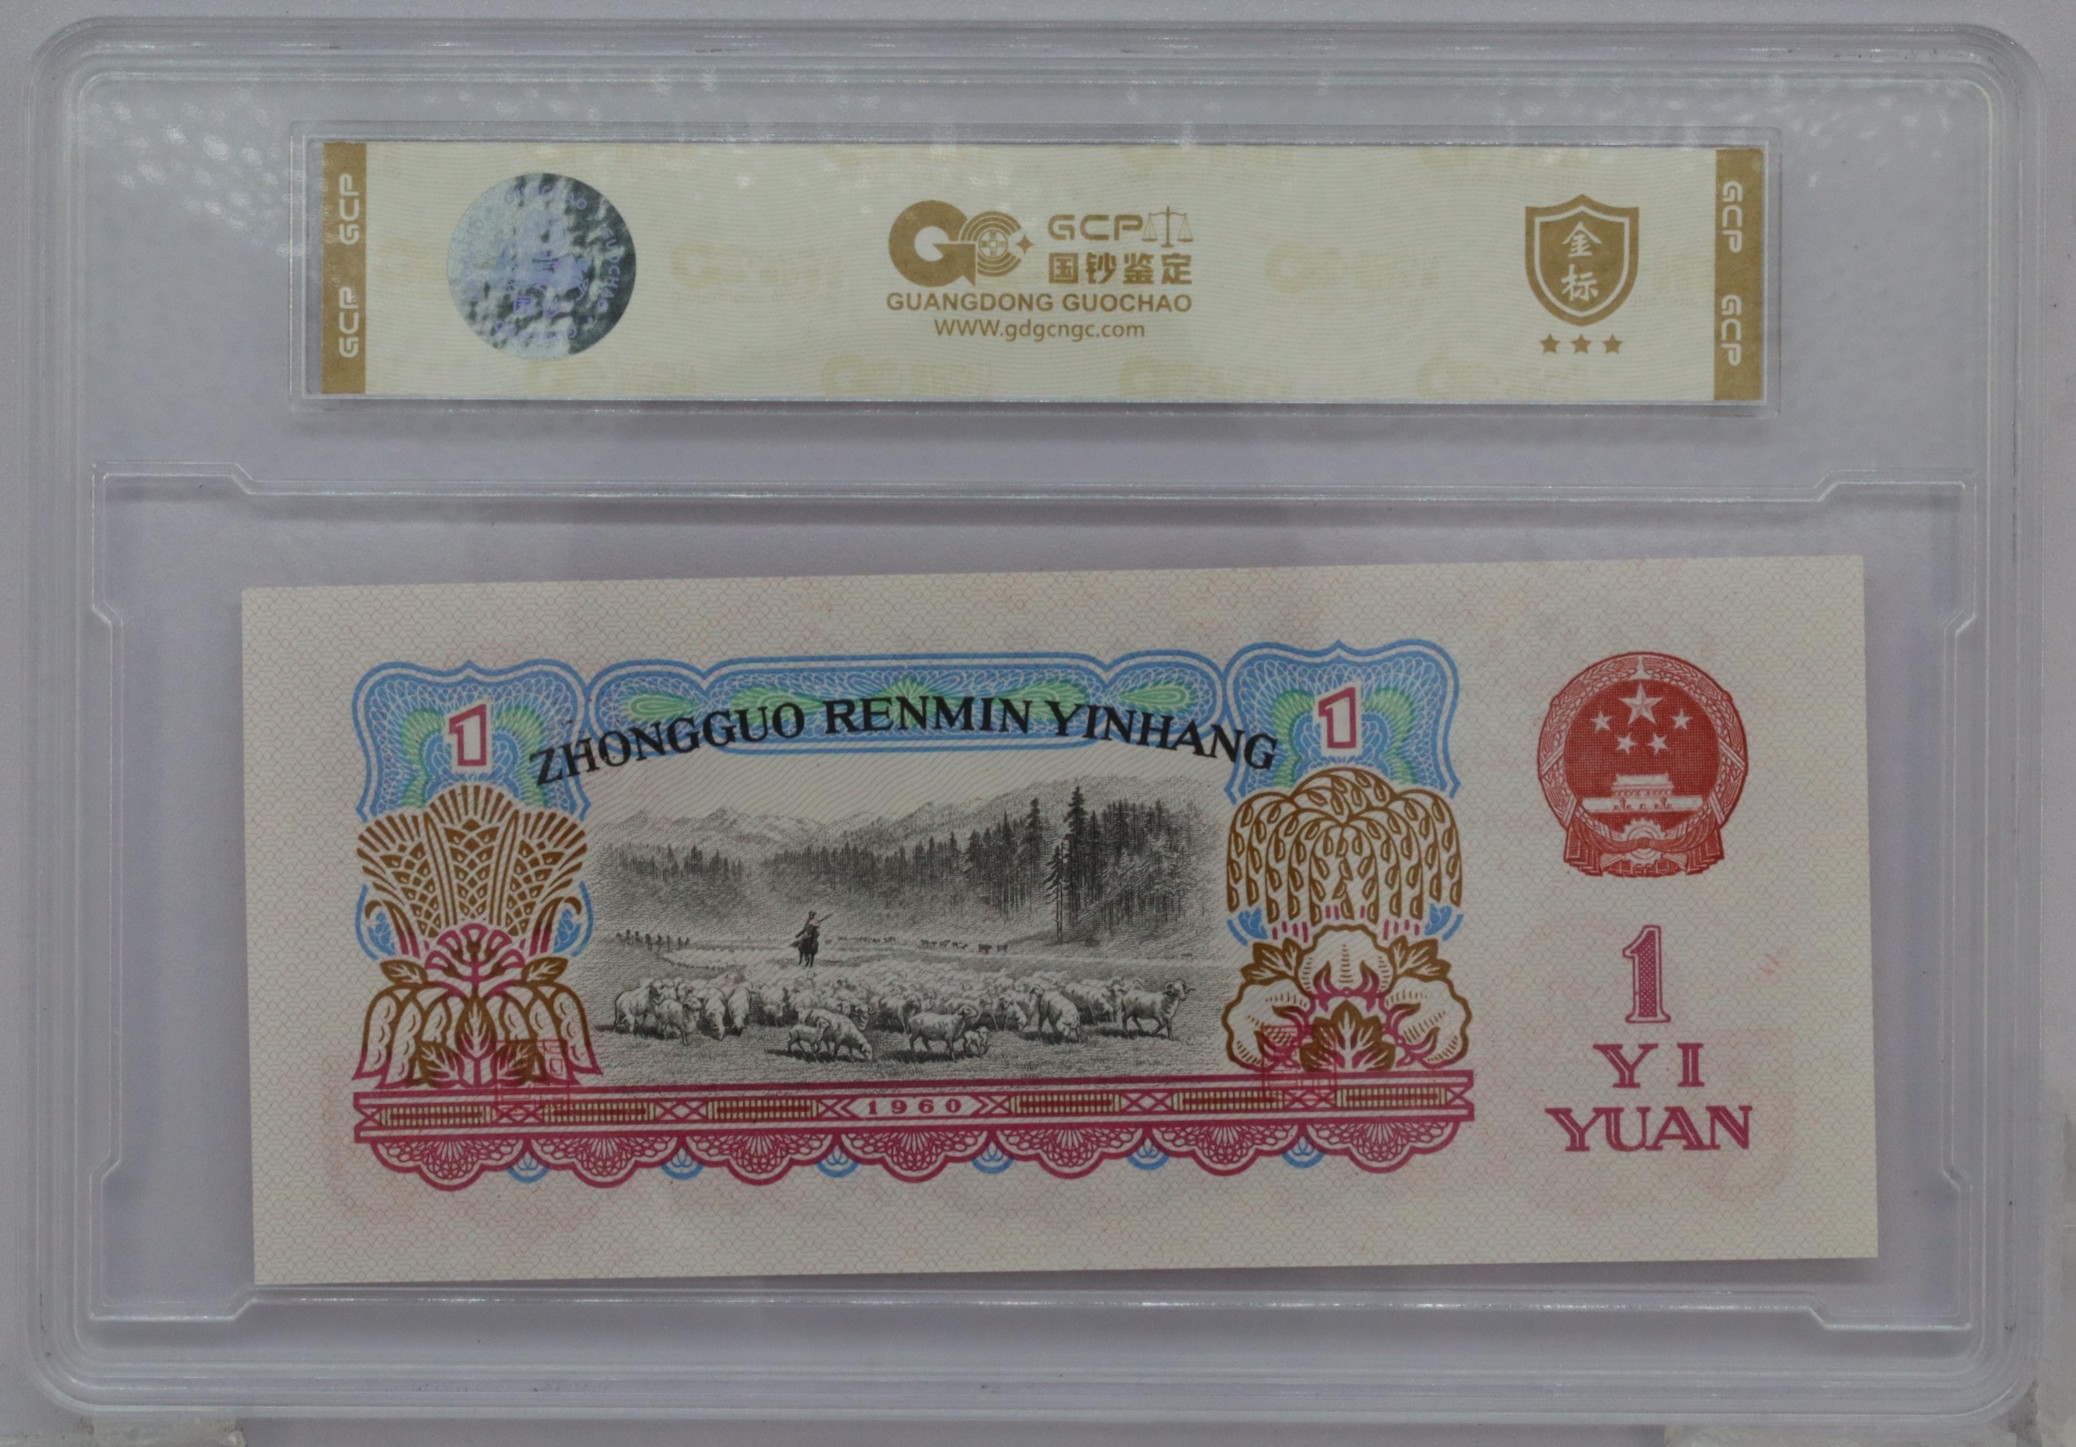 GCP
GCP
GCP
国钞鉴定
GUANGDONG GUOCHAO
WWW.gdgcngc.com
金标
GCP
GCP
1
ZHONGGUO RENMIN YINHANG
1
1960
1
YI
YUAN